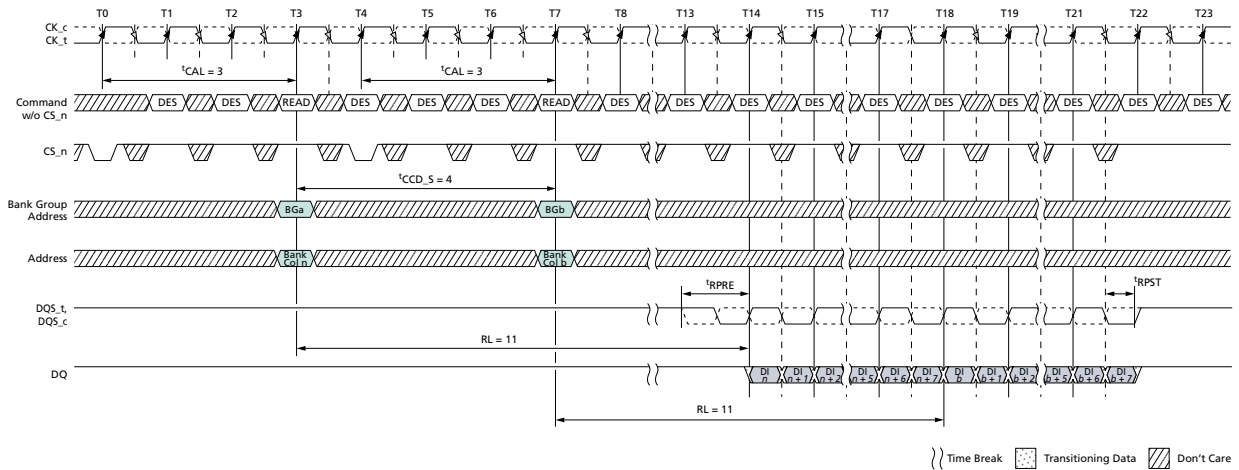 T0 T1 T2 T3 T4 T5 T6 T7 T8 T13 T14 T15 T17 T18 T19 T21 T22 T23
CK_c
CK_t
tCAL = 3 tCAL = 3
Command
w/o CS_n
DES DES READ DES DES DES READ DES DES DES DES DES DES DES DES DES DES
CS_n
tCCD_S = 4
Bank Group
Address
BGa BGb
Address
Bank
Col n
Bank
Col b
tRPRE tRPST
DQS_t,
DQS_c
RL = 11
DQ
DI
n
DI
n + 1
DI
n + 2
DI
n + 5
DI
n + 6
DI
n + 7
DI
b
DI
b + 1
DI
b + 2
DI
b + 5
DI
b + 6
DI
b + 7
RL = 11
Time Break Transitioning Data Don't Care